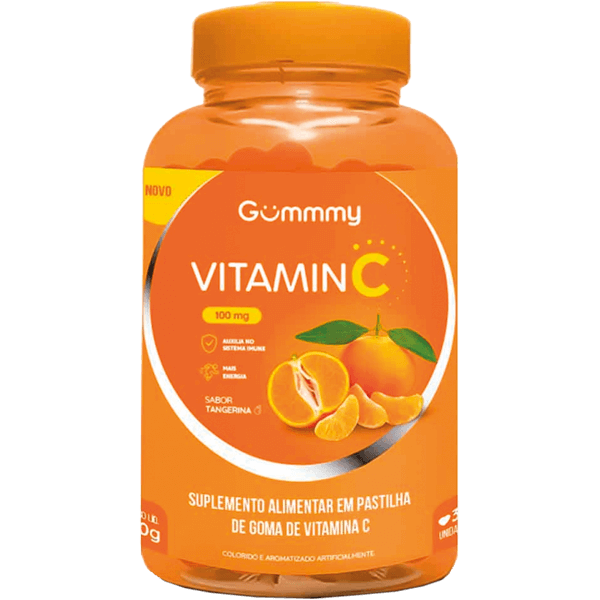 NOVO
Gummmy
VITAMIN C
100 mg
AUXILIA NO
SISTEMA IMUNE
MAIS
ENERGIA
SABOR
TANGERINA
SUPLEMENTO ALIMENTAR EM PASTILHA
DE GOMA DE VITAMINA C
COLORIDO E AROMATIZADO ARTIFICIALMENTE.